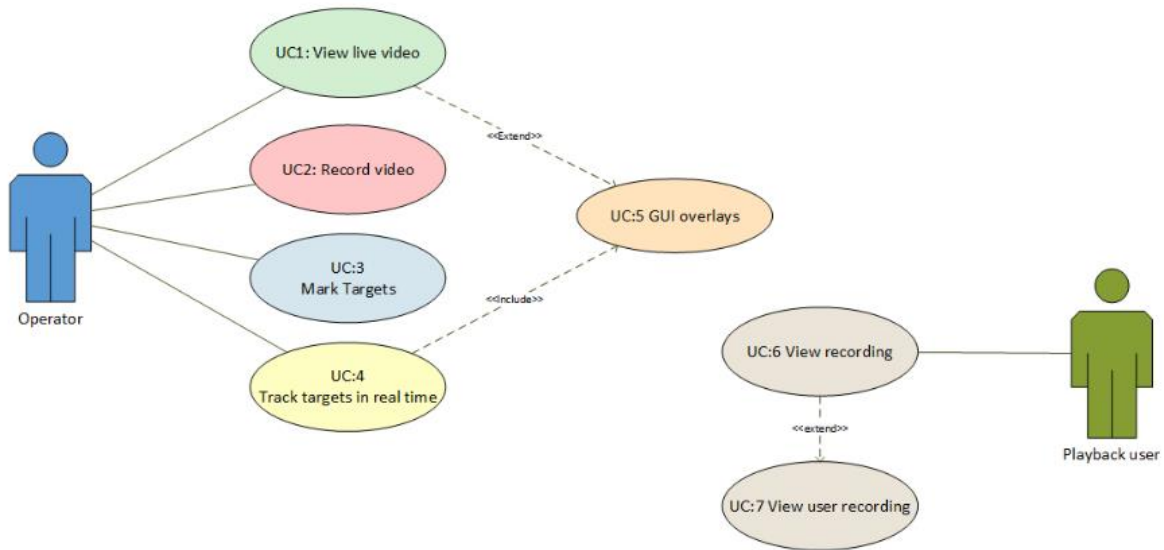 UC1: View live video
<<Extend>>
UC2: Record video
UC:5 GUI overlays
UC:3
Mark Targets
<<Include>>
Operator
UC:4
Track targets in real time
UC:6 View recording
<<extend>>
Playback user
UC:7 View user recording